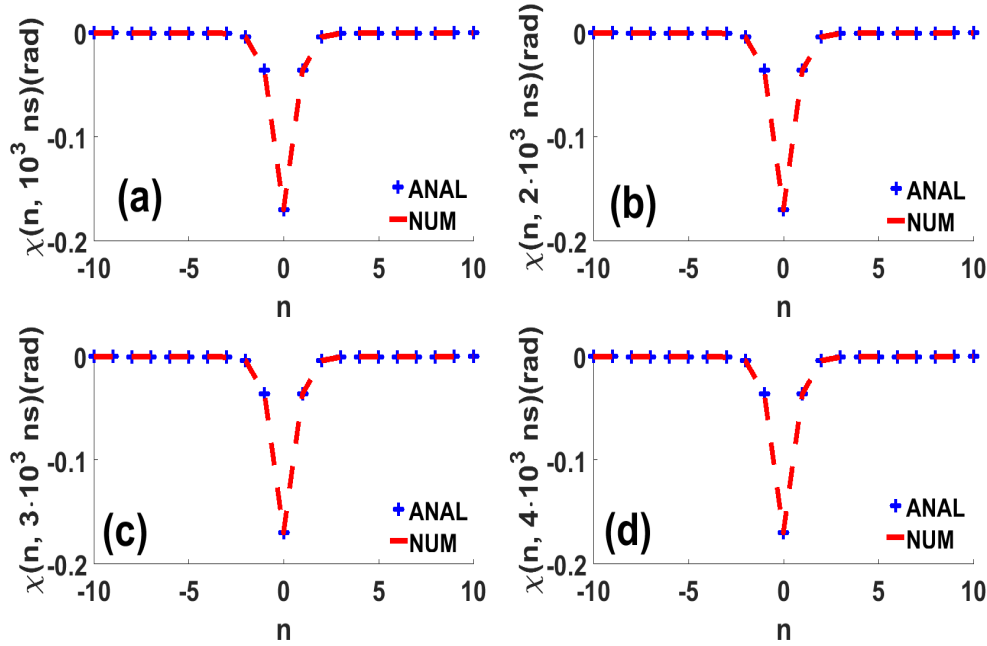 χ(n, 10³ ns)(rad)
0
-0.1
-0.2
(a)
ANAL
NUM
-10 -5 0 5 10
n
χ(n, 2·10³ ns)(rad)
0
-0.1
-0.2
(b)
ANAL
NUM
-10 -5 0 5 10
n
χ(n, 3·10³ ns)(rad)
0
-0.1
-0.2
(c)
ANAL
NUM
-10 -5 0 5 10
n
χ(n, 4·10³ ns)(rad)
0
-0.1
-0.2
(d)
ANAL
NUM
-10 -5 0 5 10
n